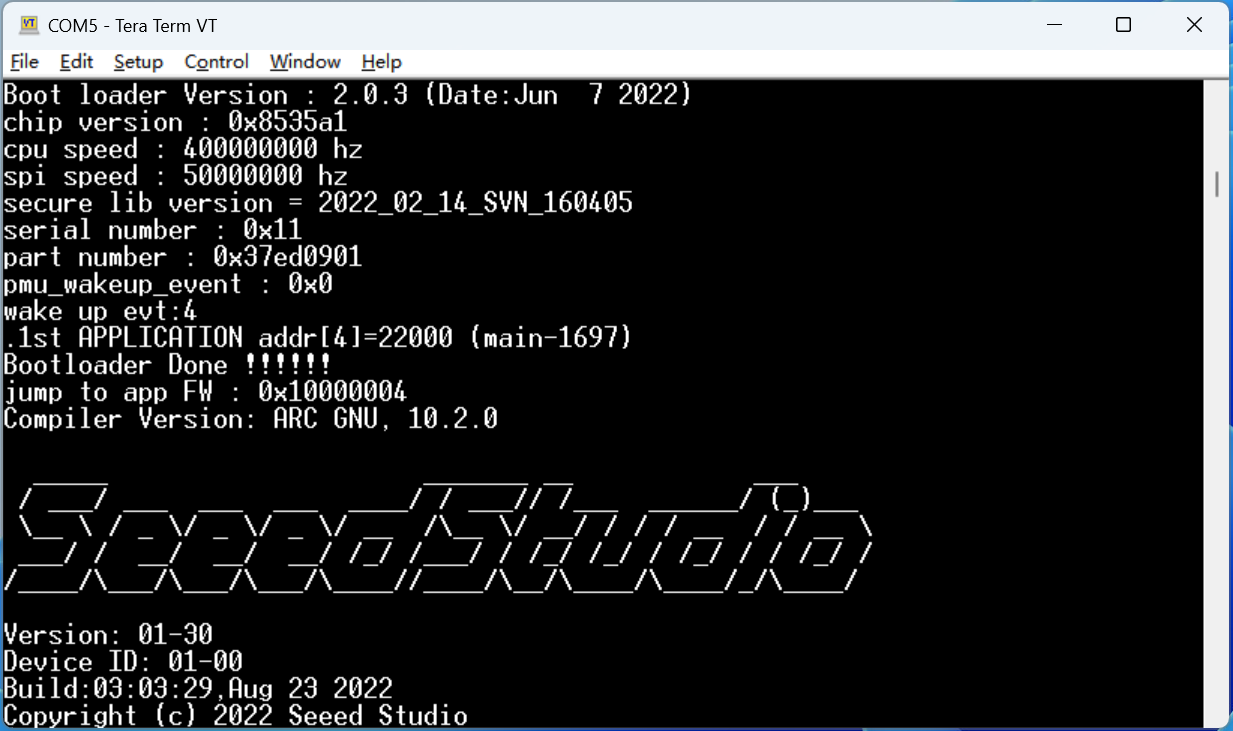 COM5 - Tera Term VT
File Edit Setup Control Window Help
Boot loader Version : 2.0.3 (Date:Jun  7 2022)
chip version : 0x8535a1
cpu speed : 400000000 hz
spi speed : 50000000 hz
secure lib version = 2022_02_14_SVN_160405
serial number : 0x11
part number : 0x37ed0901
pmu_wakeup_event : 0x0
wake up evt:4
.1st APPLICATION addr[4]=22000 (main-1697)
Bootloader Done !!!!!!
jump to app FW : 0x10000004
Compiler Version: ARC GNU, 10.2.0
SeeedStudio
Version: 01-30
Device ID: 01-00
Build:03:03:29,Aug 23 2022
Copyright (c) 2022 Seeed Studio